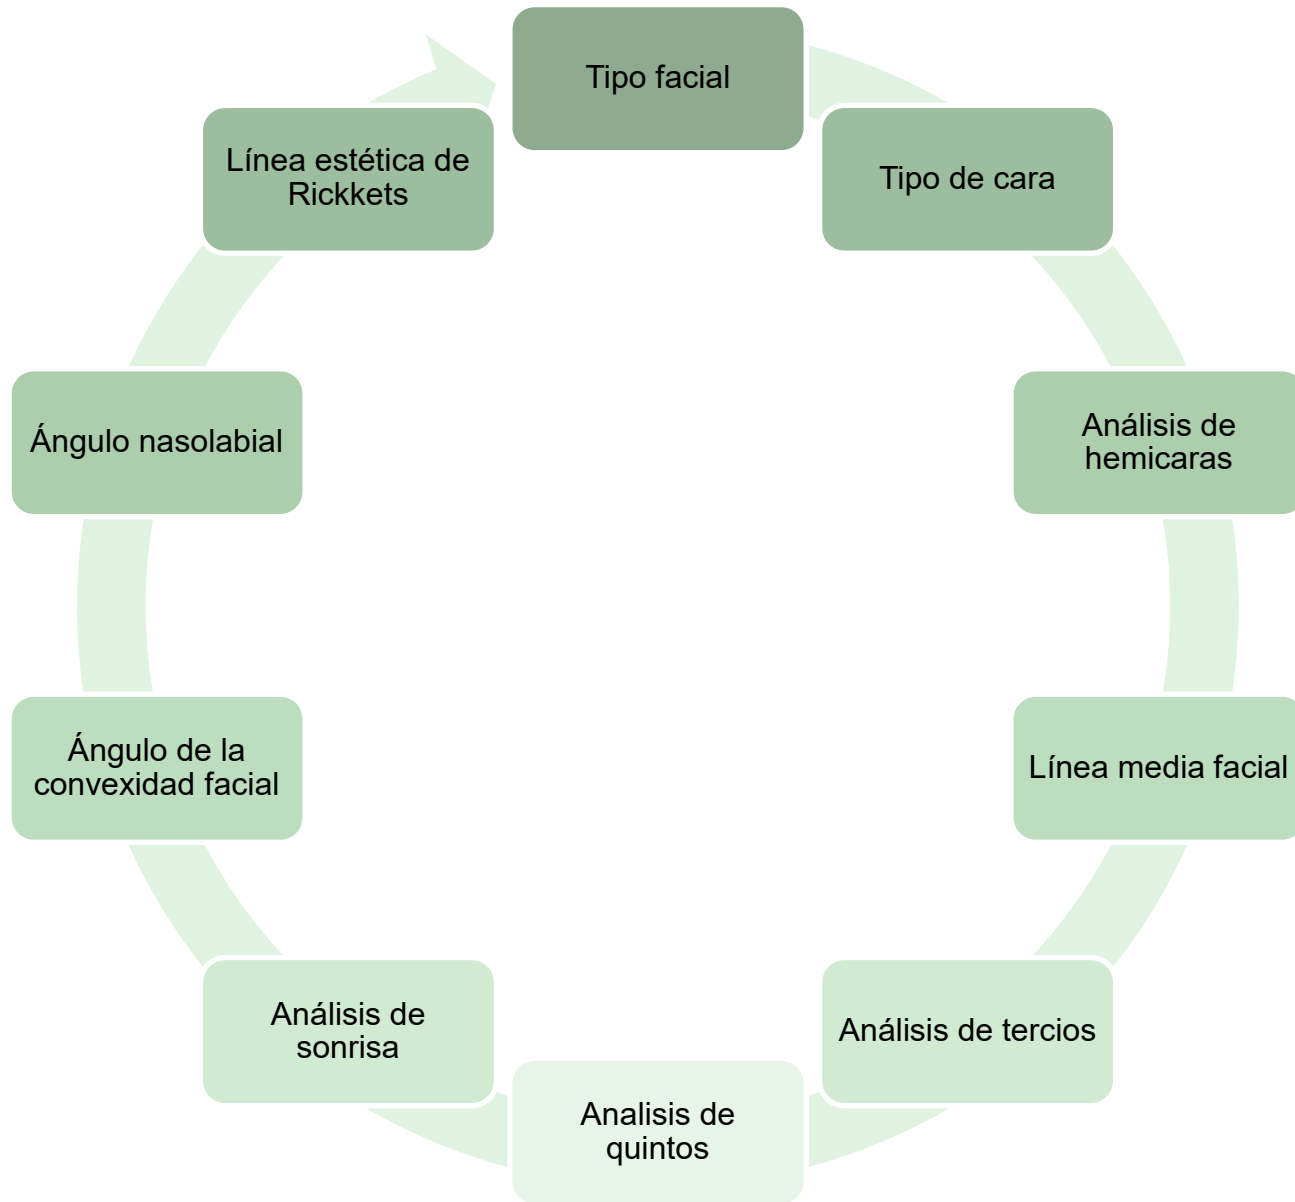 Tipo facial
Tipo de cara
Análisis de
hemicaras
Línea media facial
Análisis de tercios
Analisis de
quintos
Análisis de
sonrisa
Ángulo de la
convexidad facial
Ángulo nasolabial
Línea estética de
Rickkets